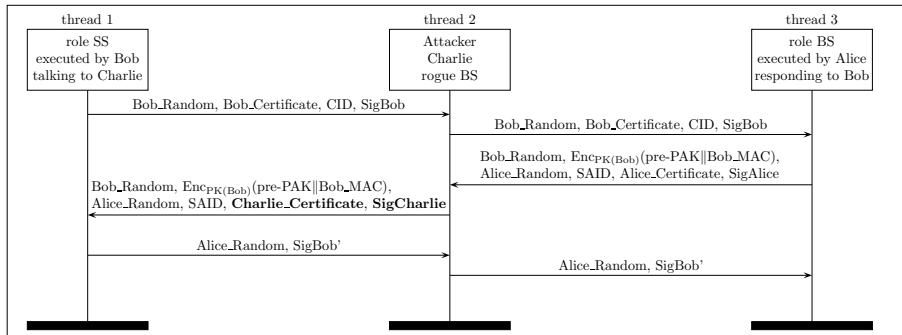 thread 1
thread 2
thread 3
role SS
executed by Bob
talking to Charlie
Attacker
Charlie
rogue BS
role BS
executed by Alice
responding to Bob
Bob_Random, Bob_Certificate, CID, SigBob
Bob_Random, Bob_Certificate, CID, SigBob
Bob_Random, Enc_PK(Bob)(pre-PAK‖Bob_MAC),
Alice_Random, SAID, Alice_Certificate, SigAlice
Bob_Random, Enc_PK(Bob)(pre-PAK‖Bob_MAC),
Alice_Random, SAID, Charlie_Certificate, SigCharlie
Alice_Random, SigBob'
Alice_Random, SigBob'